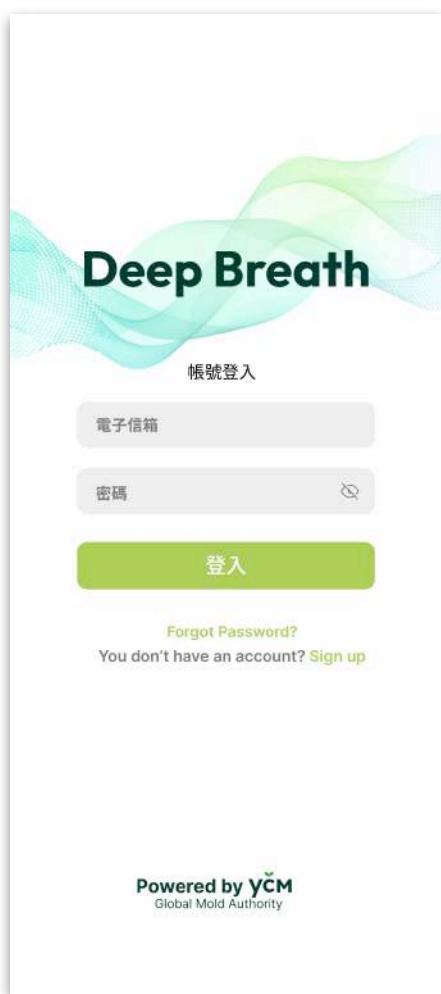 Deep Breath
帳號登入
電子信箱
密碼
登入
Forgot Password?
You don't have an account? Sign up
Powered by YCM
Global Mold Authority